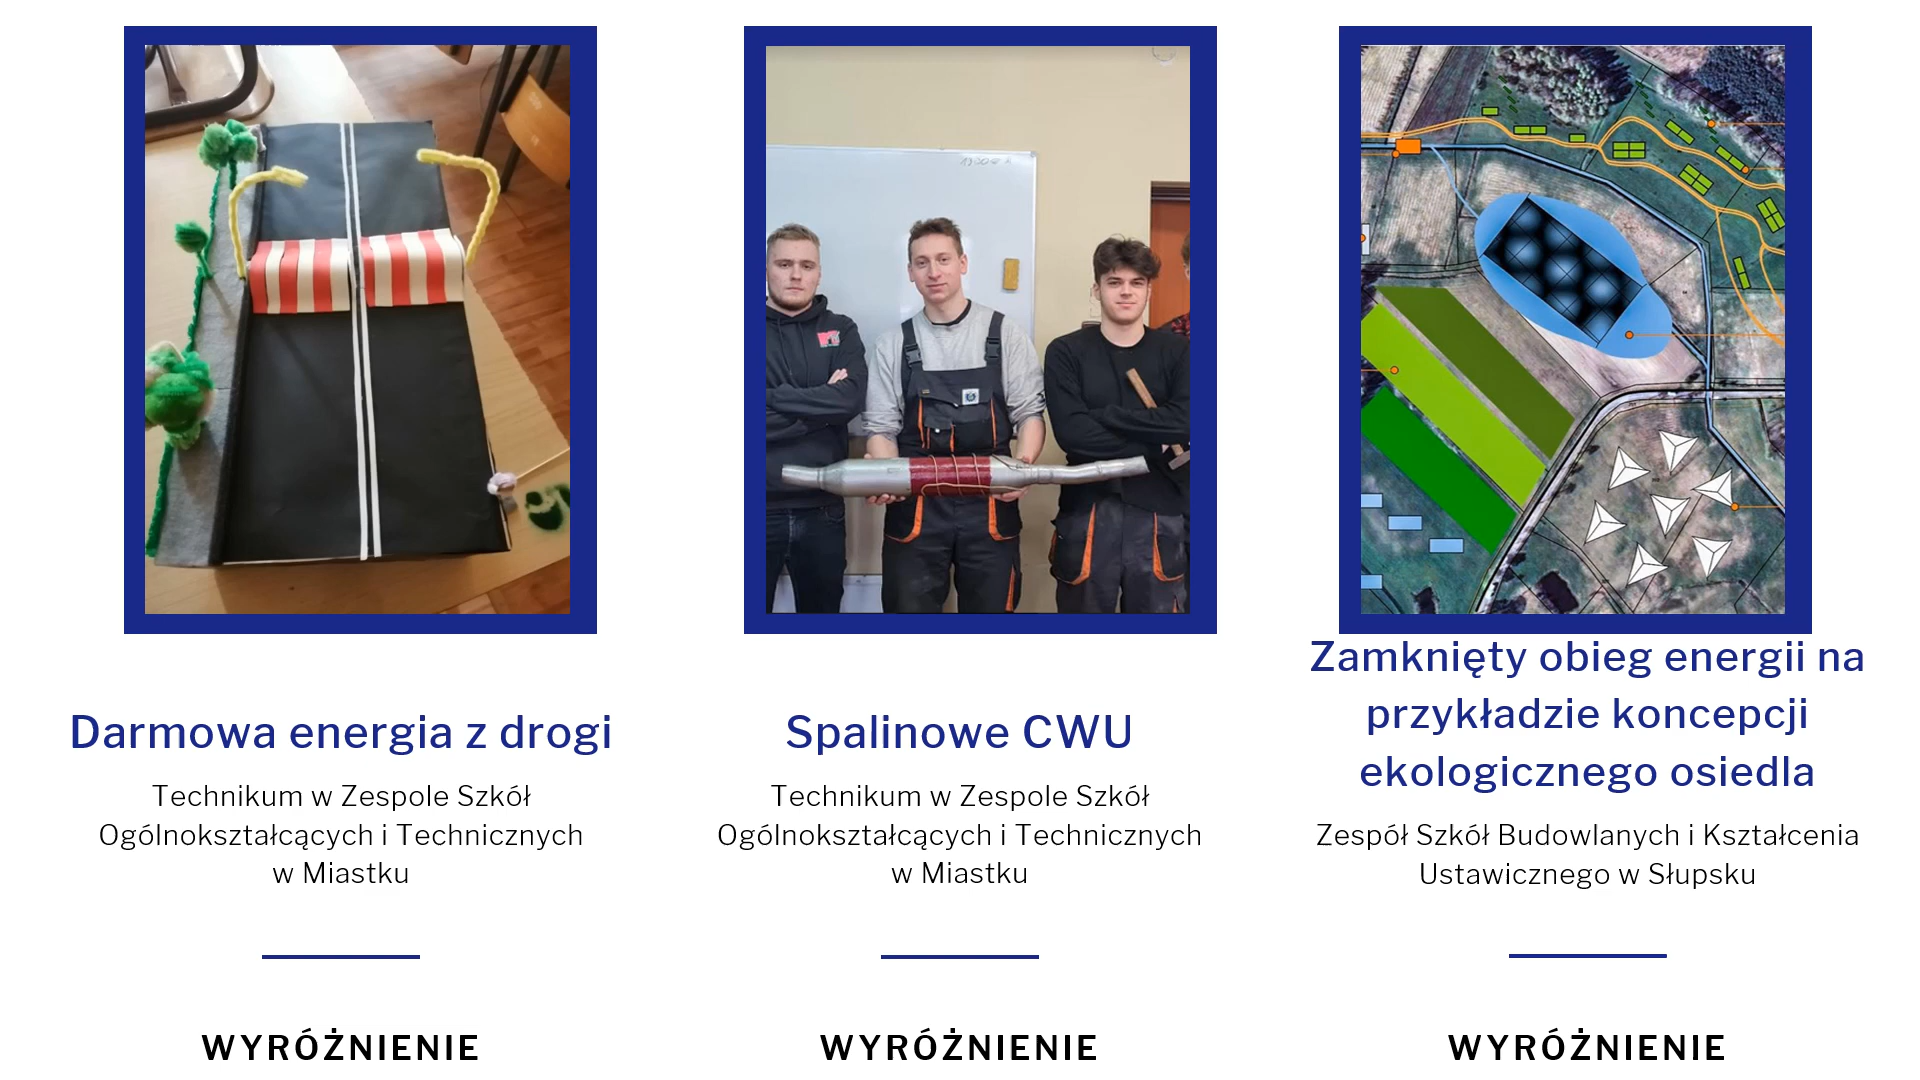 Darmowa energia z drogi
Technikum w Zespole Szkół
Ogólnokształcących i Technicznych
w Miastku
WYRÓŻNIENIE
Spalinowe CWU
Technikum w Zespole Szkół
Ogólnokształcących i Technicznych
w Miastku
WYRÓŻNIENIE
Zamknięty obieg energii na
przykładzie koncepcji
ekologicznego osiedla
Zespół Szkół Budowlanych i Kształcenia
Ustawicznego w Słupsku
WYRÓŻNIENIE